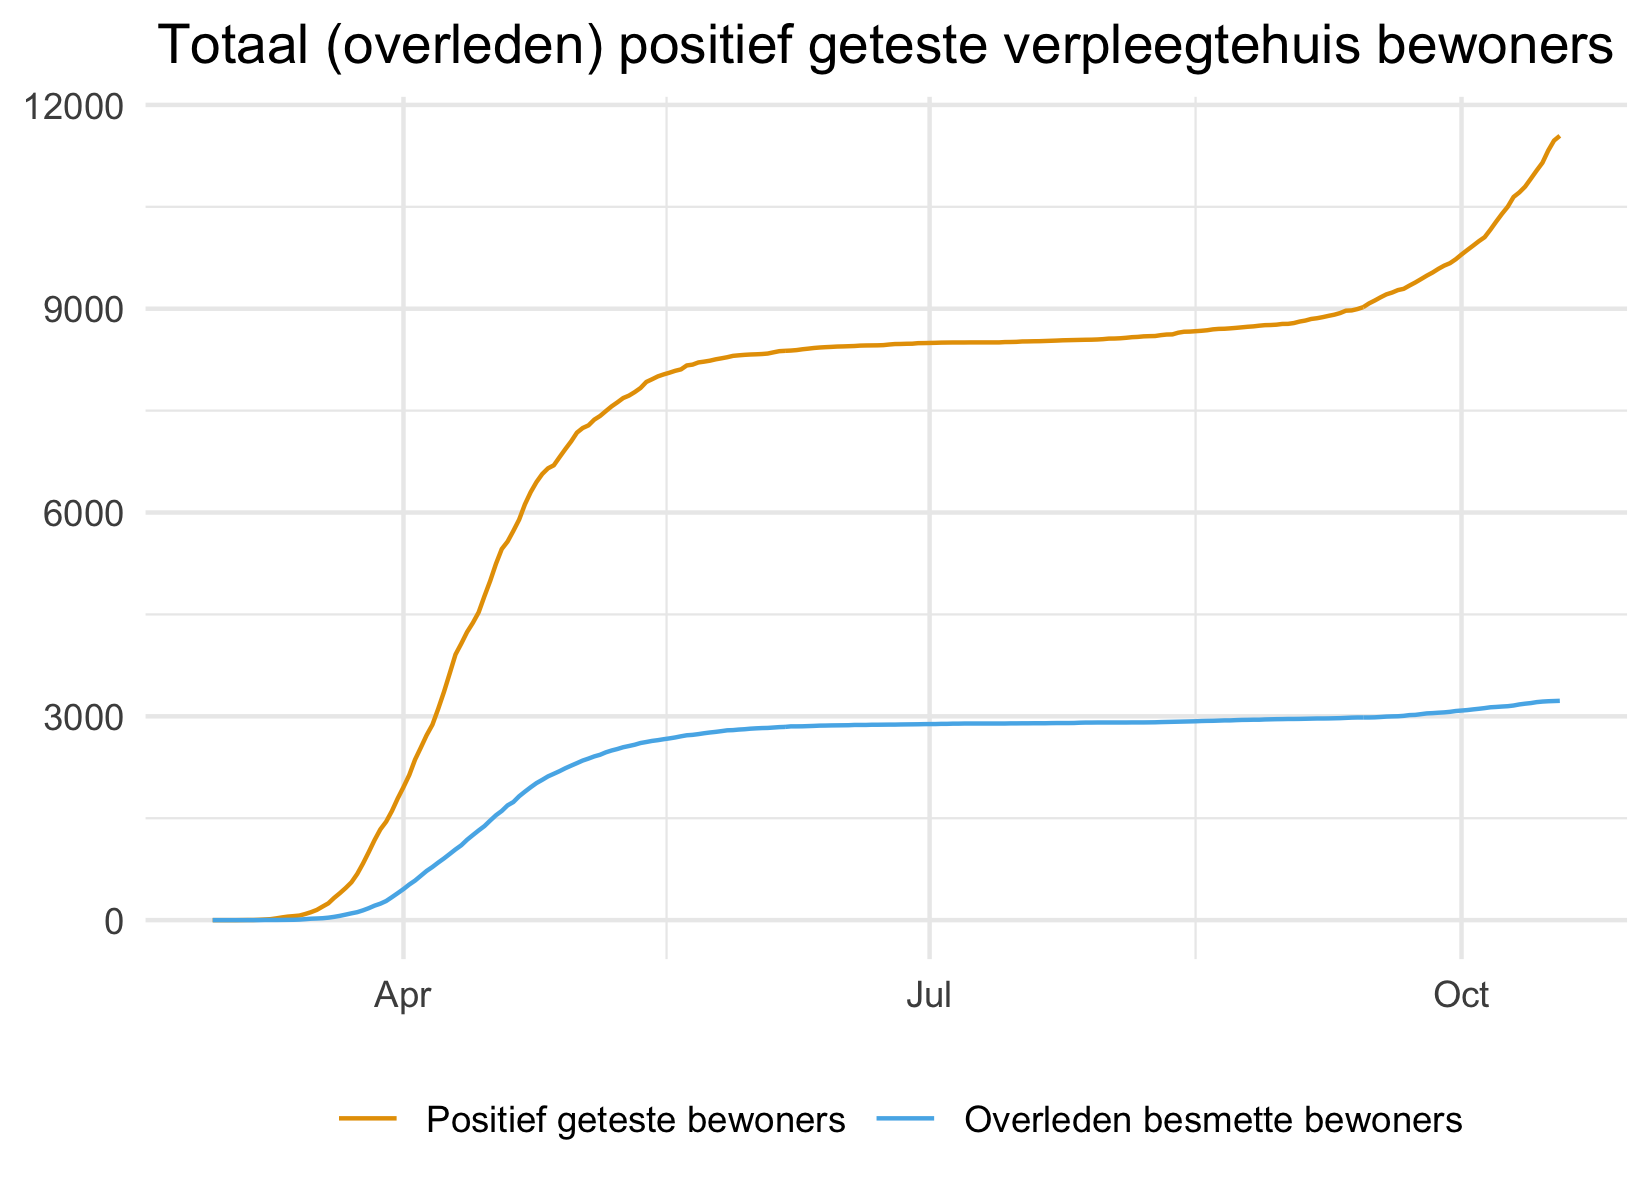 Totaal (overleden) positief geteste verpleegtehuis bewoners
12000
9000
6000
3000
0
Apr Jul Oct
Positief geteste bewoners Overleden besmette bewoners